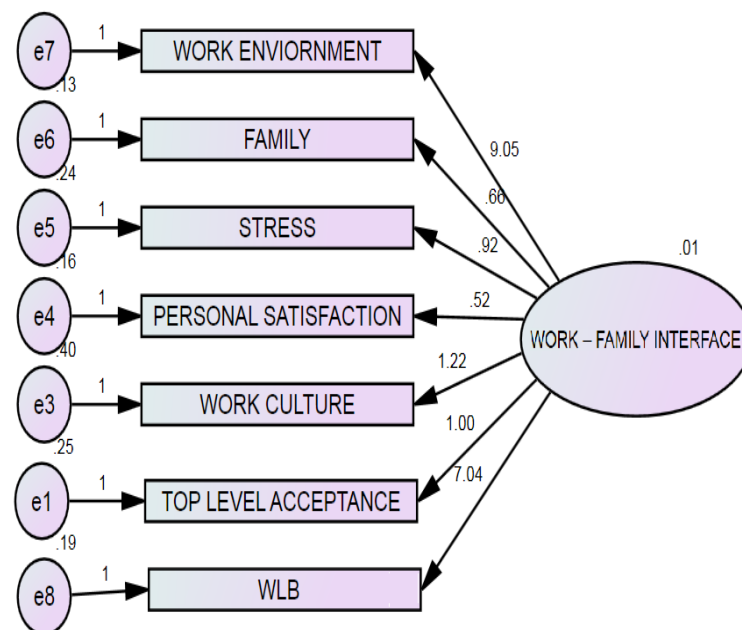 e7 1 WORK ENVIORNMENT
.13
9.05
e6 1 FAMILY
.24
.66
e5 1 STRESS
.92
.01
.16
e4 1 PERSONAL SATISFACTION
.52
WORK – FAMILY INTERFACE
.40
e3 1 WORK CULTURE
1.22
.25
1.00
e1 1 TOP LEVEL ACCEPTANCE
7.04
.19
e8 1 WLB